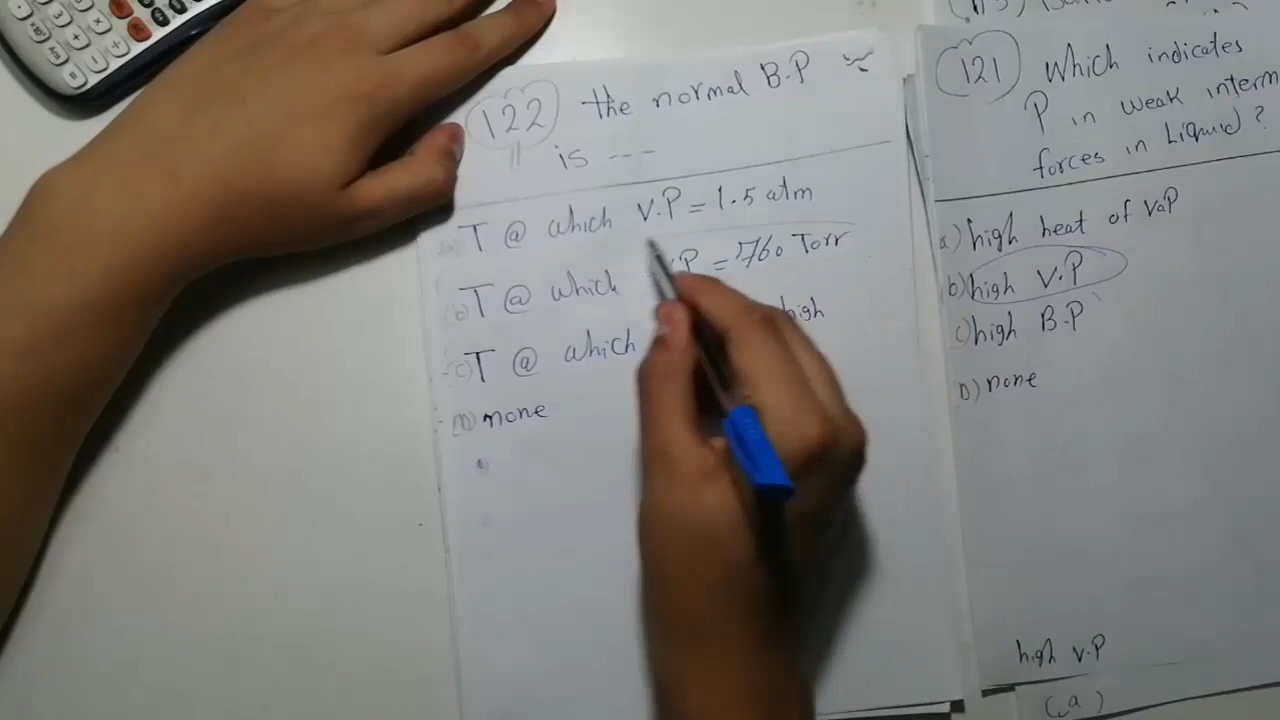 122 the normal B.P
is ---
a) T @ which V.P = 1.5 atm
b) T @ which V.P = 760 Torr
c) T @ which high
D) none
121 Which indicates
P in weak interm
forces in Liquid?
a) high heat of vap
b) high V.P
c) high B.P
D) none
high V.P
(a)